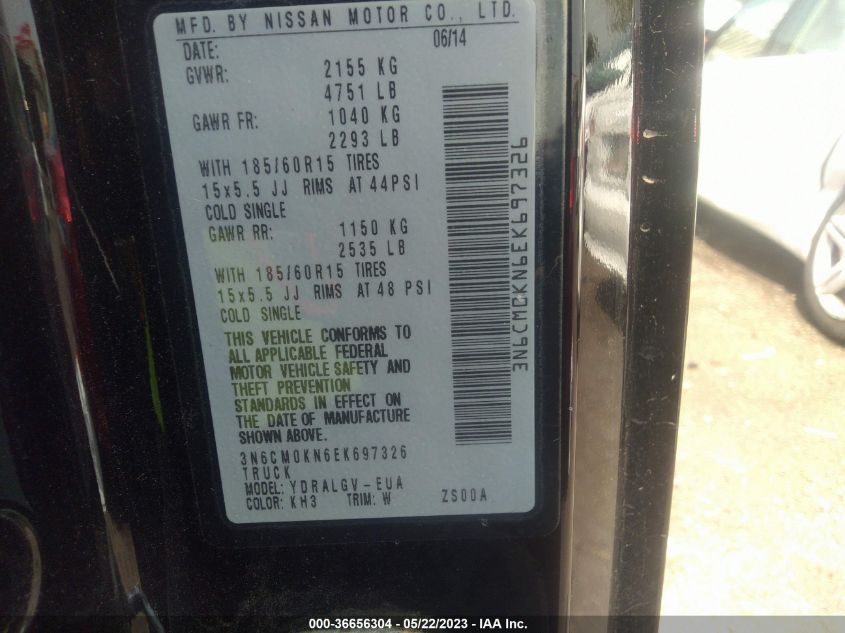 MFD. BY NISSAN MOTOR CO., LTD.
DATE: 06/14
GVWR: 2155 KG
4751 LB
GAWR FR: 1040 KG
2293 LB
WITH 185/60R15 TIRES
15x5.5 JJ RIMS AT 44PSI
COLD SINGLE
GAWR RR: 1150 KG
2535 LB
WITH 185/60R15 TIRES
15x5.5 JJ RIMS AT 48 PSI
COLD SINGLE
THIS VEHICLE CONFORMS TO
ALL APPLICABLE FEDERAL
MOTOR VEHICLE SAFETY AND
THEFT PREVENTION
STANDARDS IN EFFECT ON
THE DATE OF MANUFACTURE
SHOWN ABOVE.
3N6CM0KN6EK697326
TRUCK
MODEL: YDRALGV-EUA
COLOR: KH3 TRIM: W ZS00A
3N6CM0KN6EK697326
000-36656304 - 05/22/2023 - IAA Inc.